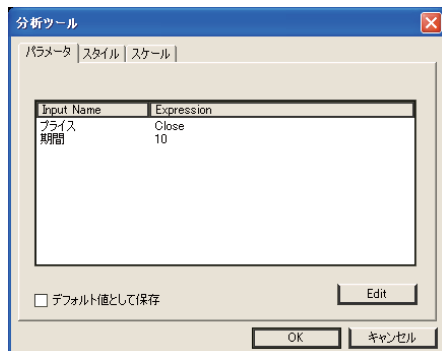 分析ツール
パラメータ スタイル スケール
Input Name Expression
プライス Close
期間 10
デフォルト値として保存 Edit
OK キャンセル